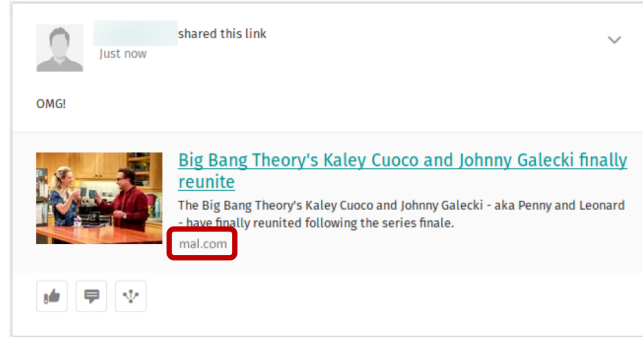 shared this link
Just now
OMG!
Big Bang Theory's Kaley Cuoco and Johnny Galecki finally
reunite
The Big Bang Theory's Kaley Cuoco and Johnny Galecki - aka Penny and Leonard
- have finally reunited following the series finale.
mal.com